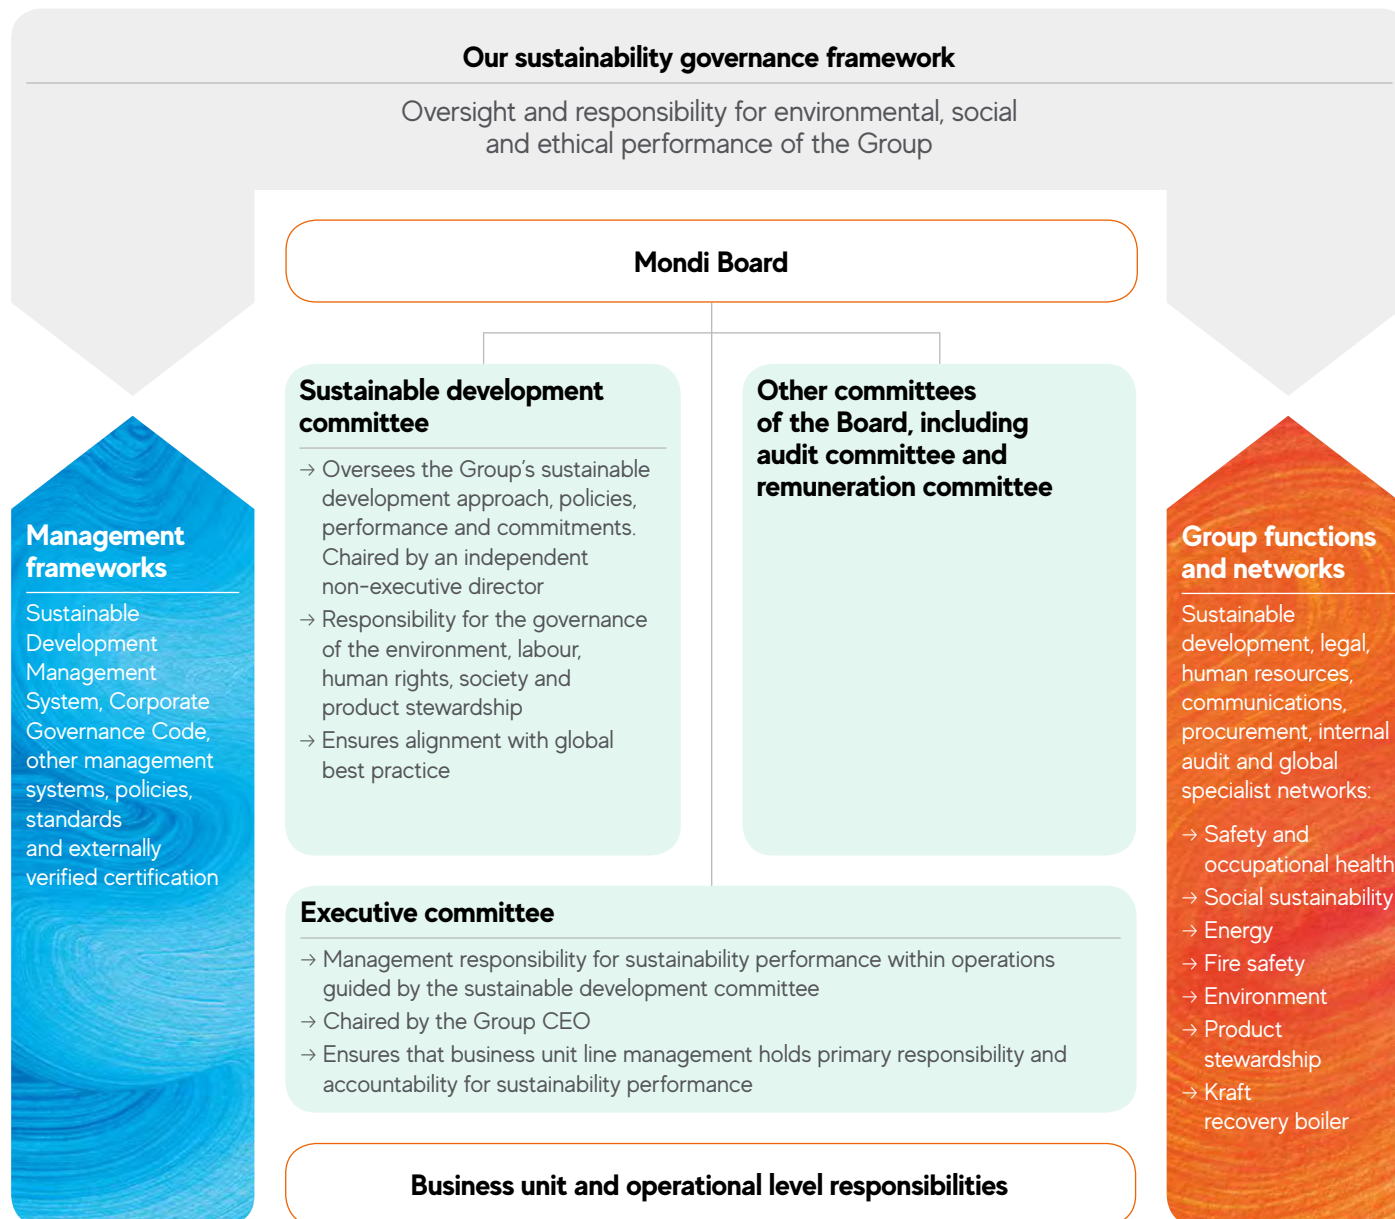 Our sustainability governance framework
Oversight and responsibility for environmental, social
and ethical performance of the Group
Mondi Board
Sustainable development
committee
→ Oversees the Group's sustainable
development approach, policies,
performance and commitments.
Chaired by an independent
non-executive director
→ Responsibility for the governance
of the environment, labour,
human rights, society and
product stewardship
→ Ensures alignment with global
best practice
Other committees
of the Board, including
audit committee and
remuneration committee
Executive committee
→ Management responsibility for sustainability performance within operations
guided by the sustainable development committee
→ Chaired by the Group CEO
→ Ensures that business unit line management holds primary responsibility and
accountability for sustainability performance
Business unit and operational level responsibilities
Management
frameworks
Sustainable
Development
Management
System, Corporate
Governance Code,
other management
systems, policies,
standards
and externally
verified certification
Group functions
and networks
Sustainable
development, legal,
human resources,
communications,
procurement, internal
audit and global
specialist networks:
→ Safety and
occupational health
→ Social sustainability
→ Energy
→ Fire safety
→ Environment
→ Product
stewardship
→ Kraft
recovery boiler